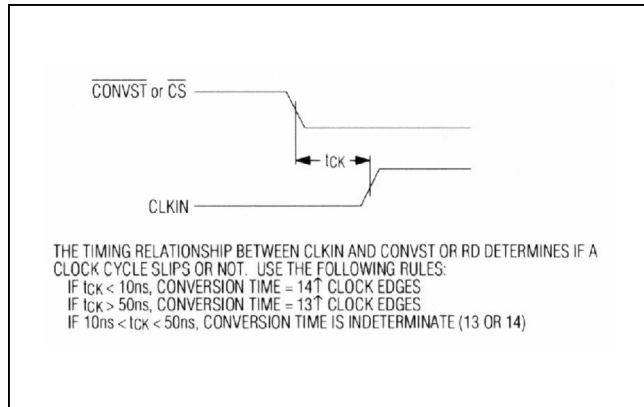 CONVST or CS
tCK
CLKIN
THE TIMING RELATIONSHIP BETWEEN CLKIN AND CONVST OR RD DETERMINES IF A
CLOCK CYCLE SLIPS OR NOT. USE THE FOLLOWING RULES:
IF tCK < 10ns, CONVERSION TIME = 14↑ CLOCK EDGES
IF tCK > 50ns, CONVERSION TIME = 13↑ CLOCK EDGES
IF 10ns < tCK < 50ns, CONVERSION TIME IS INDETERMINATE (13 OR 14)